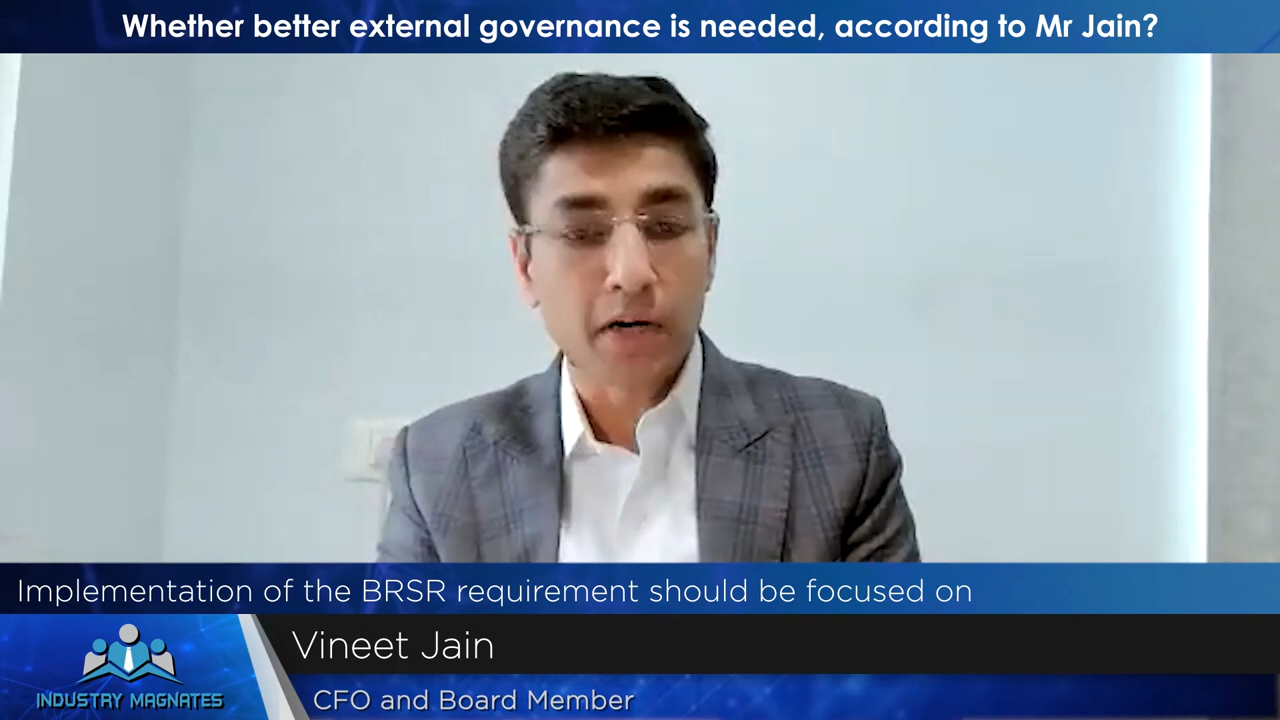 Whether better external governance is needed, according to Mr Jain?
Implementation of the BRSR requirement should be focused on
Vineet Jain
INDUSTRY MAGNATES
CFO and Board Member